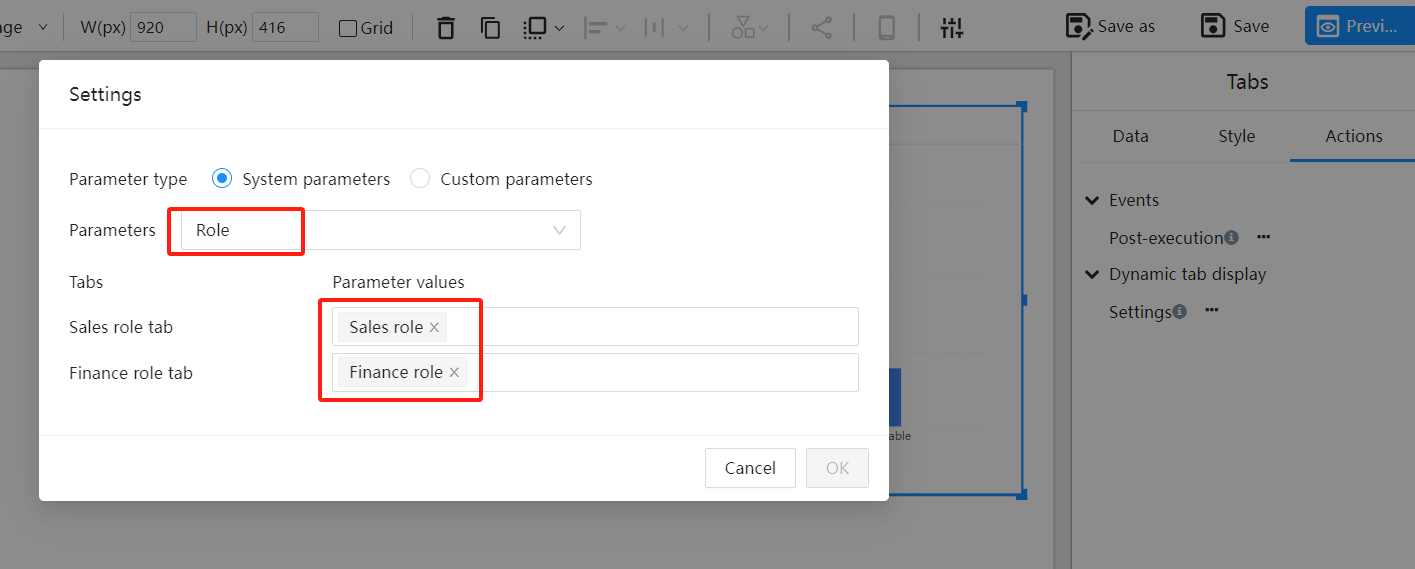 nge W(px) 920 H(px) 416 Grid Save as Save Previ...
Settings
Tabs
Data Style Actions
Parameter type System parameters Custom parameters
Events
Parameters Role
Post-execution ...
Dynamic tab display
Tabs Parameter values
Settings ...
Sales role tab Sales role ×
Finance role tab Finance role ×
able
Cancel OK